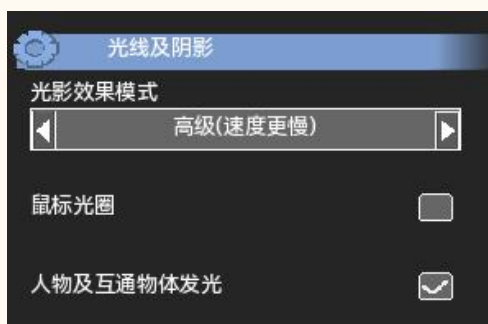 光线及阴影
光影效果模式
高级(速度更慢)
鼠标光圈
人物及互通物体发光